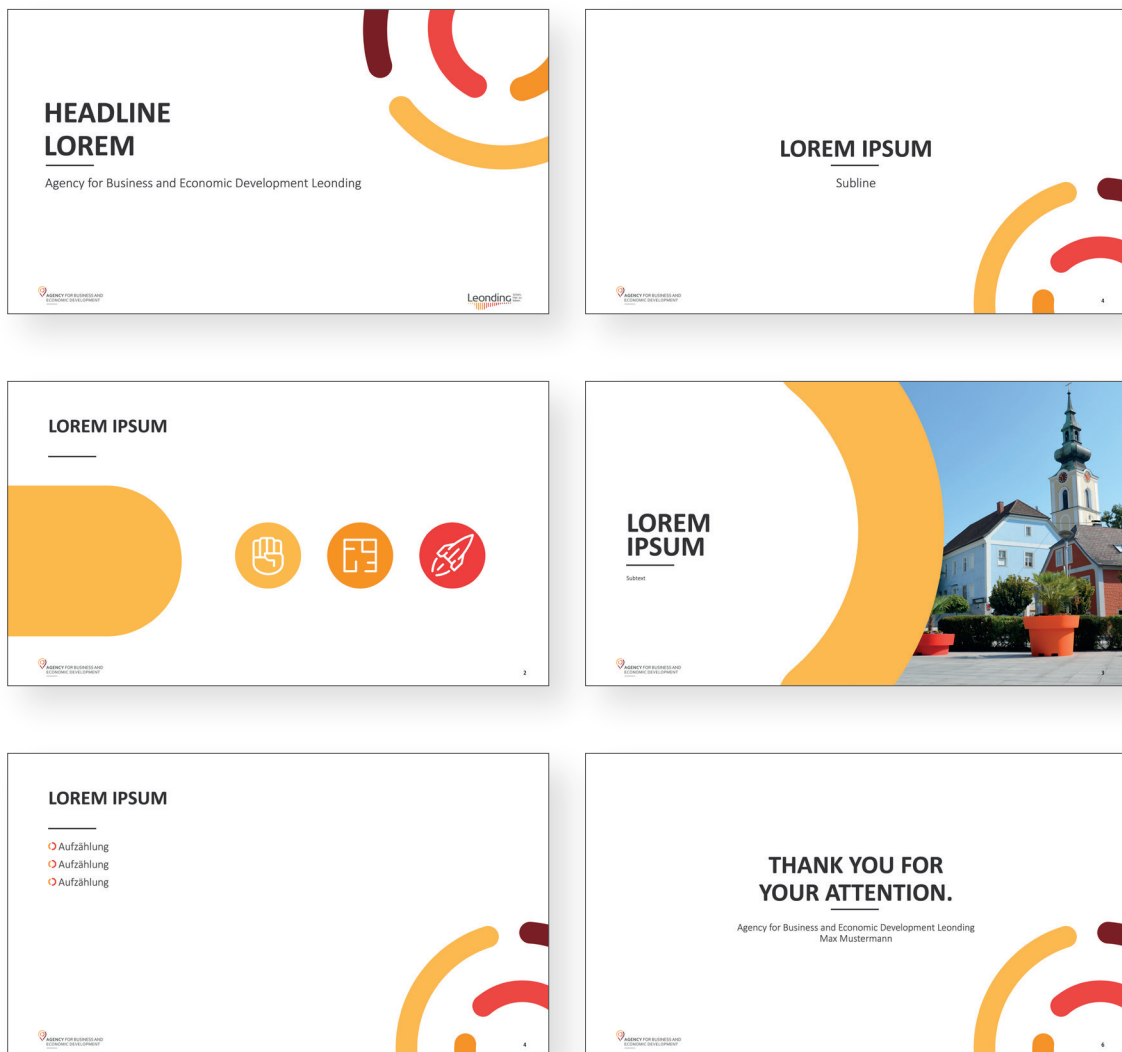 HEADLINE
LOREM
Agency for Business and Economic Development Leonding
AGENCY FOR BUSINESS AND
ECONOMIC DEVELOPMENT
Leonding
LOREM IPSUM
Subline
AGENCY FOR BUSINESS AND
ECONOMIC DEVELOPMENT
4
LOREM IPSUM
AGENCY FOR BUSINESS AND
ECONOMIC DEVELOPMENT
2
LOREM
IPSUM
Subtext
AGENCY FOR BUSINESS AND
ECONOMIC DEVELOPMENT
3
LOREM IPSUM
Aufzählung
Aufzählung
Aufzählung
AGENCY FOR BUSINESS AND
ECONOMIC DEVELOPMENT
4
THANK YOU FOR
YOUR ATTENTION.
Agency for Business and Economic Development Leonding
Max Mustermann
AGENCY FOR BUSINESS AND
ECONOMIC DEVELOPMENT
6